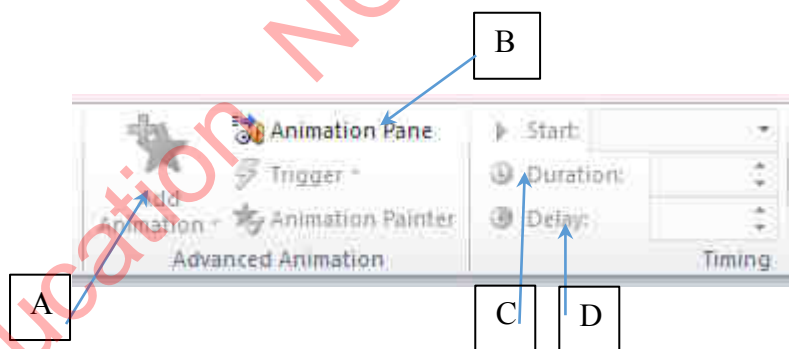 B
Animation Pane
Start:
Trigger
Duration:
Add
Animation
Animation Painter
Delay:
Advanced Animation
Timing
A
C
D